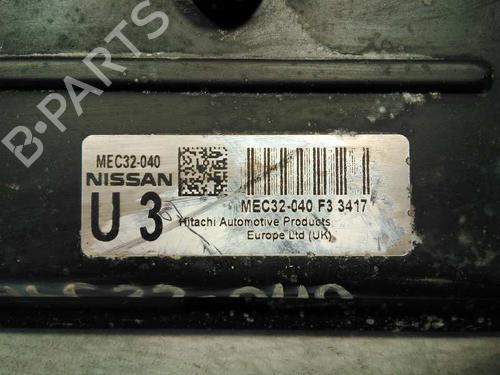 B-PARTS
MEC32-040
NISSAN
U 3
MEC32-040 F3 3417
Hitachi Automotive Products
Europe Ltd (UK)